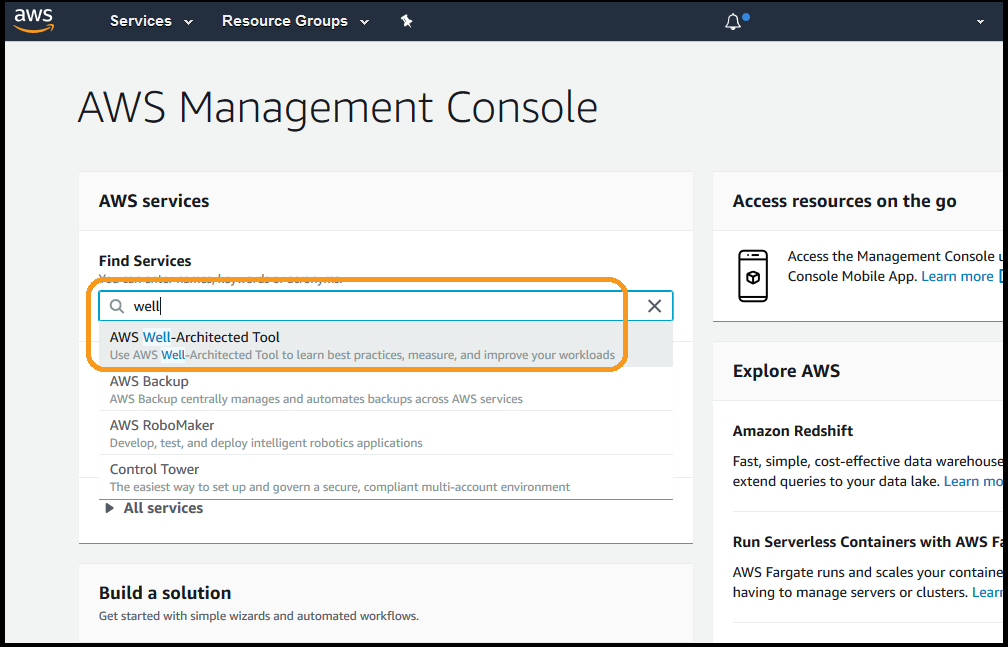 aws Services Resource Groups
AWS Management Console
AWS services
Find Services
You can enter names, keywords or acronyms.
well
AWS Well-Architected Tool
Use AWS Well-Architected Tool to learn best practices, measure, and improve your workloads
AWS Backup
AWS Backup centrally manages and automates backups across AWS services
AWS RoboMaker
Develop, test, and deploy intelligent robotics applications
Control Tower
The easiest way to set up and govern a secure, compliant multi-account environment
All services
Build a solution
Get started with simple wizards and automated workflows.
Access resources on the go
Access the Management Console
Console Mobile App. Learn more
Explore AWS
Amazon Redshift
Fast, simple, cost-effective data warehouse
extend queries to your data lake. Learn mo
Run Serverless Containers with AWS Fa
AWS Fargate runs and scales your containe
having to manage servers or clusters. Learn